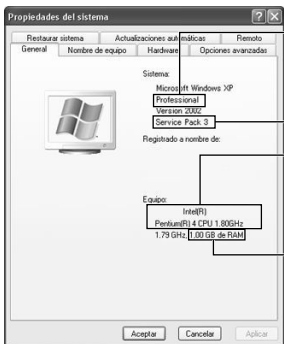 Propiedades del sistema
Restaurar sistema
Actualizaciones automáticas
Remoto
General
Nombre de equipo
Hardware
Opciones avanzadas
Sistema:
Microsoft Windows XP
Professional
Version 2002
Service Pack 3
Registrado a nombre de:
Equipo:
Intel(R)
Pentium(R) 4 CPU 1.80GHz
1.79 GHz, 1.00 GB de RAM
Aceptar
Cancelar
Aplicar